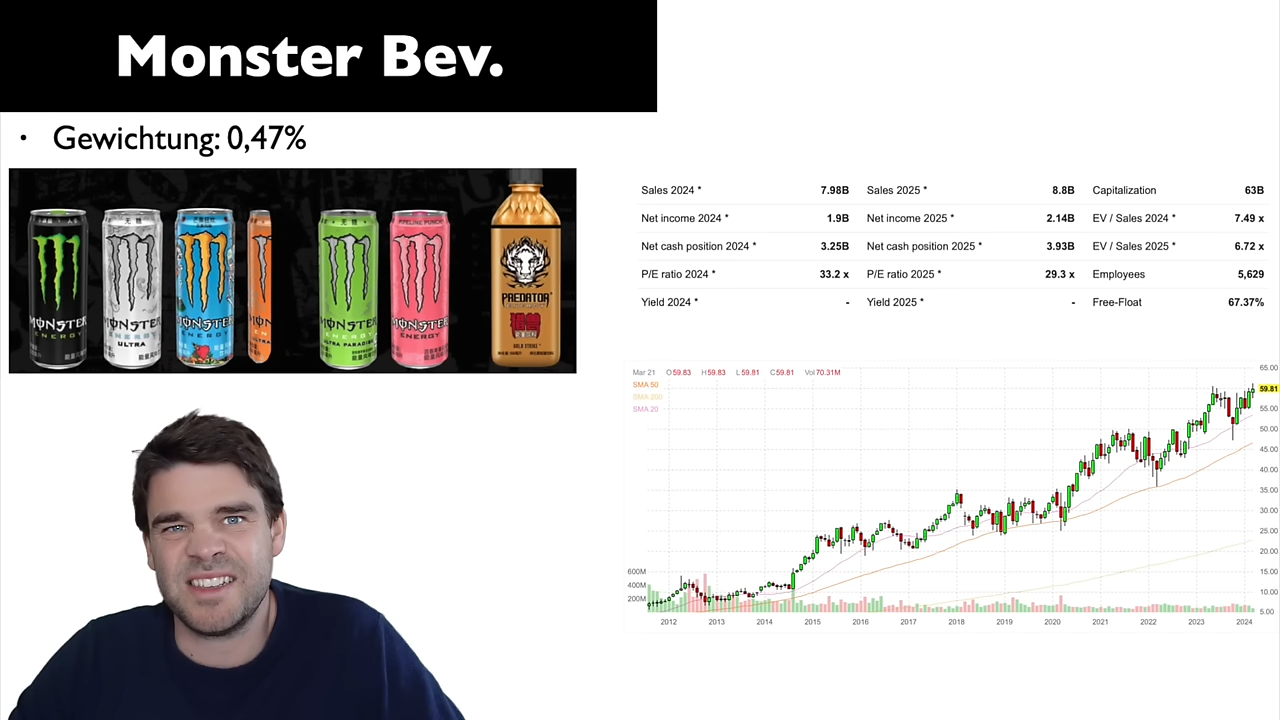 Monster Bev.
• Gewichtung: 0,47%
MONSTER ENERGY
MONSTER ENERGY ULTRA
MONSTER
MONSTER ENERGY ULTRA PARADISE
PIPELINE PUNCH MONSTER ENERGY
PREDATOR
猎兽
GOLD STRIKE
Sales 2024 * 7.98B Sales 2025 * 8.8B Capitalization 63B
Net income 2024 * 1.9B Net income 2025 * 2.14B EV / Sales 2024 * 7.49 x
Net cash position 2024 * 3.25B Net cash position 2025 * 3.93B EV / Sales 2025 * 6.72 x
P/E ratio 2024 * 33.2 x P/E ratio 2025 * 29.3 x Employees 5,629
Yield 2024 * - Yield 2025 * - Free-Float 67.37%
Mar 21 O 59.83 H 59.83 L 59.81 C 59.81 Vol 70.31M
SMA 50
SMA 200
SMA 20
65.00
59.81
55.00
50.00
45.00
40.00
35.00
30.00
25.00
20.00
600M 15.00
400M 10.00
200M 5.00
2012 2013 2014 2015 2016 2017 2018 2019 2020 2021 2022 2023 2024